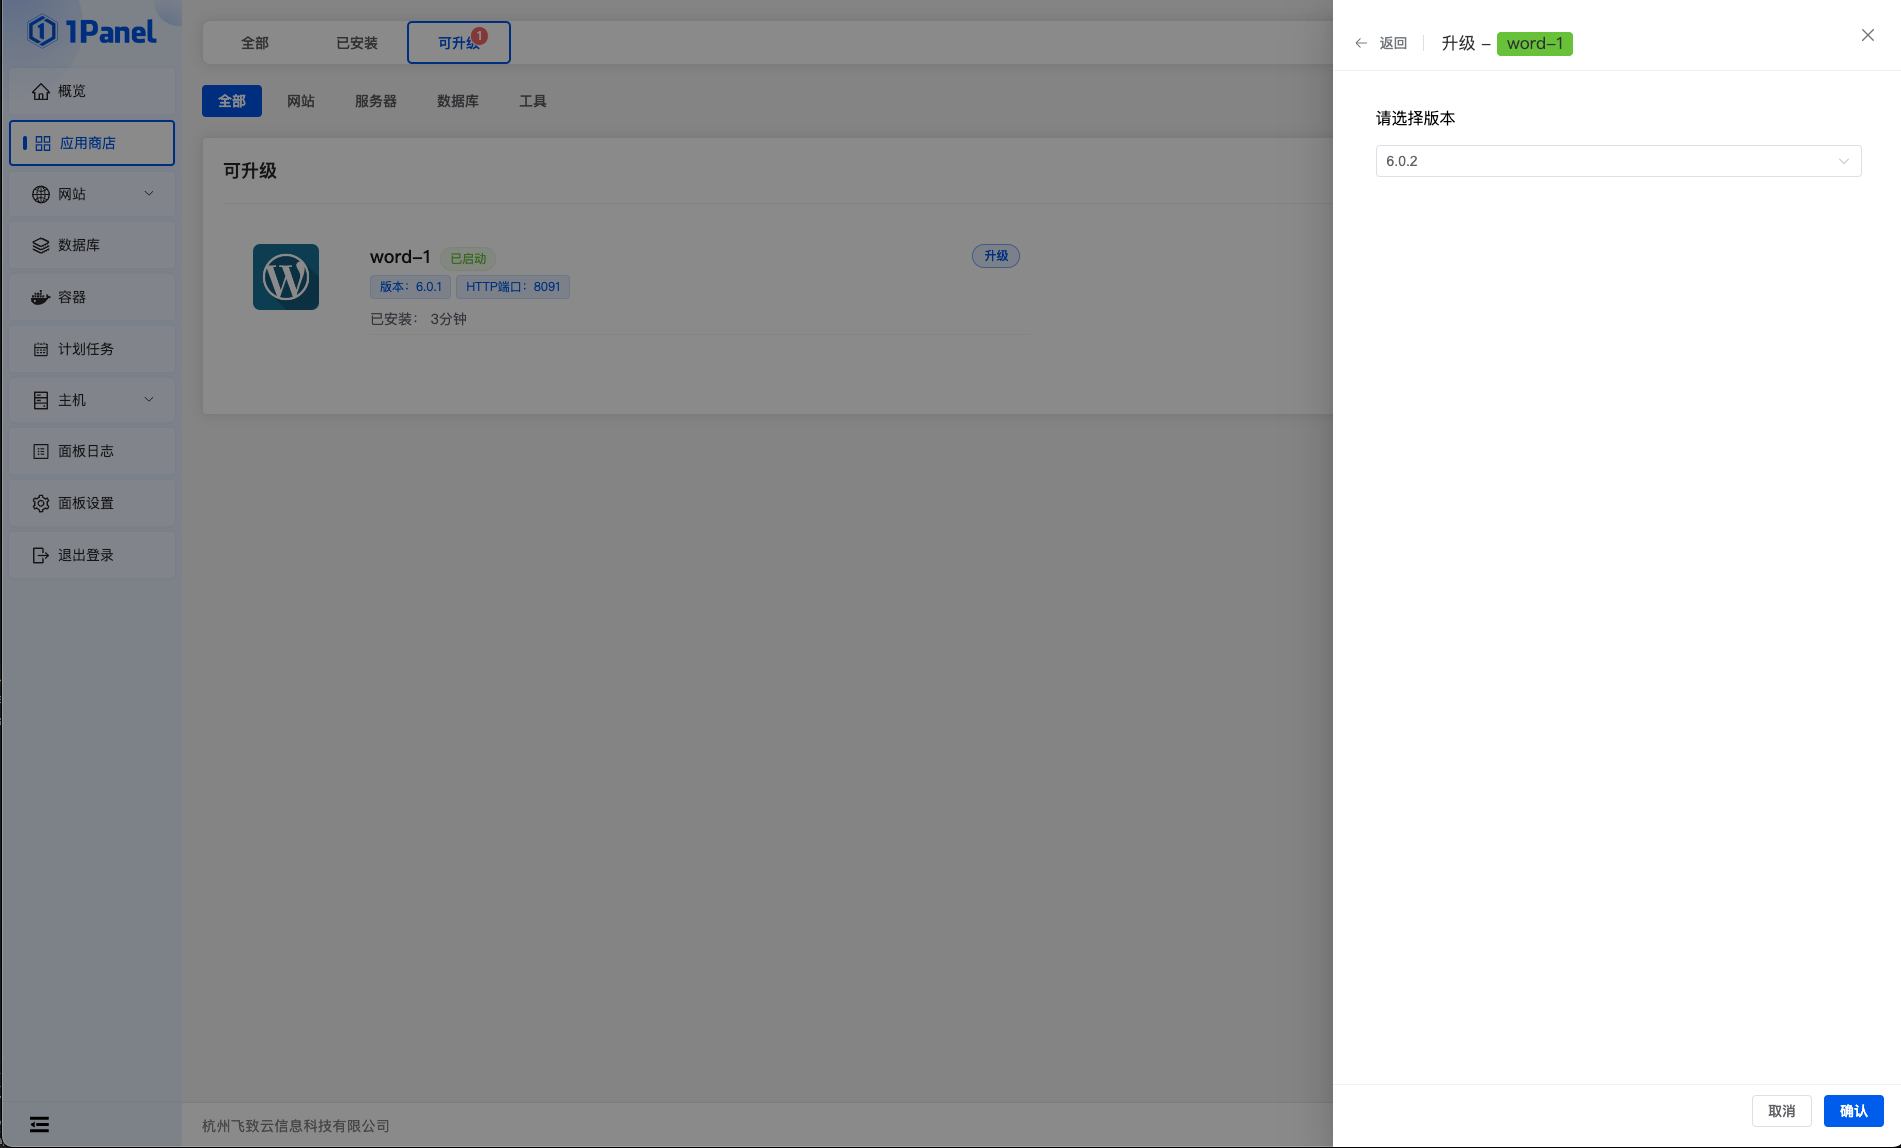 1Panel
概览
应用商店
网站
数据库
容器
计划任务
主机
面板日志
面板设置
退出登录
全部 已安装 可升级 1
全部 网站 服务器 数据库 工具
可升级
word-1 已启动 升级
版本：6.0.1 HTTP端口：8091
已安装： 3分钟
杭州飞致云信息科技有限公司
返回 升级 - word-1
请选择版本
6.0.2
取消 确认